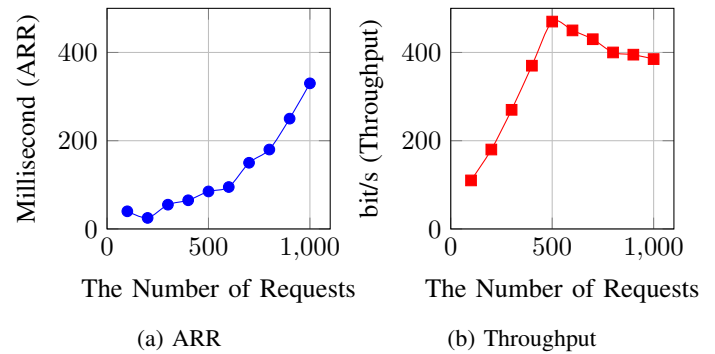 Millisecond (ARR)
400
200
0
0
500
1,000
The Number of Requests
(a) ARR
bit/s (Throughput)
400
200
0
0
500
1,000
The Number of Requests
(b) Throughput